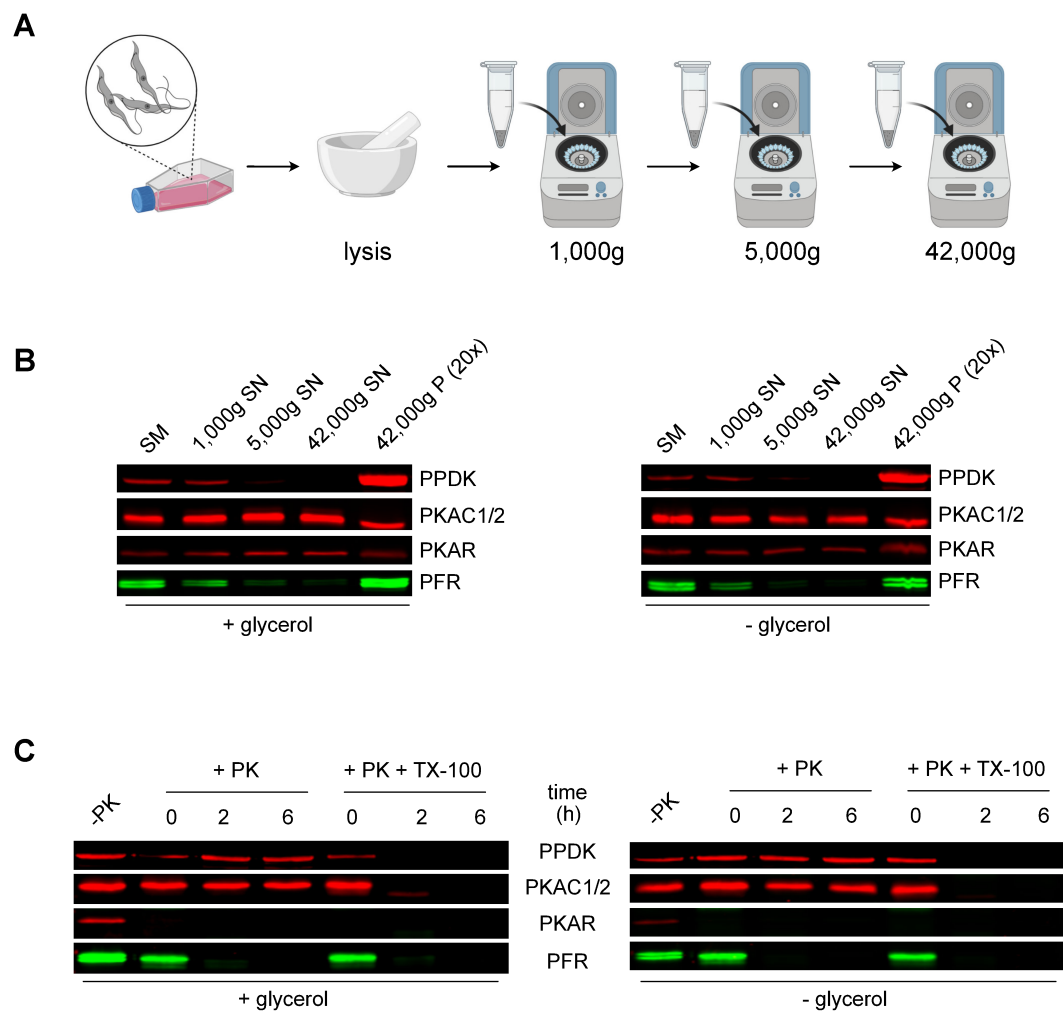 A
lysis
1,000g
5,000g
42,000g
B
SM
1,000g SN
5,000g SN
42,000g SN
42,000g P (20x)
PPDK
PKAC1/2
PKAR
PFR
+ glycerol
SM
1,000g SN
5,000g SN
42,000g SN
42,000g P (20x)
PPDK
PKAC1/2
PKAR
PFR
- glycerol
C
-PK
+ PK
+ PK + TX-100
0 2 6 0 2 6
time
(h)
-PK
+ PK
+ PK + TX-100
0 2 6 0 2 6
PPDK
PKAC1/2
PKAR
PFR
+ glycerol
- glycerol